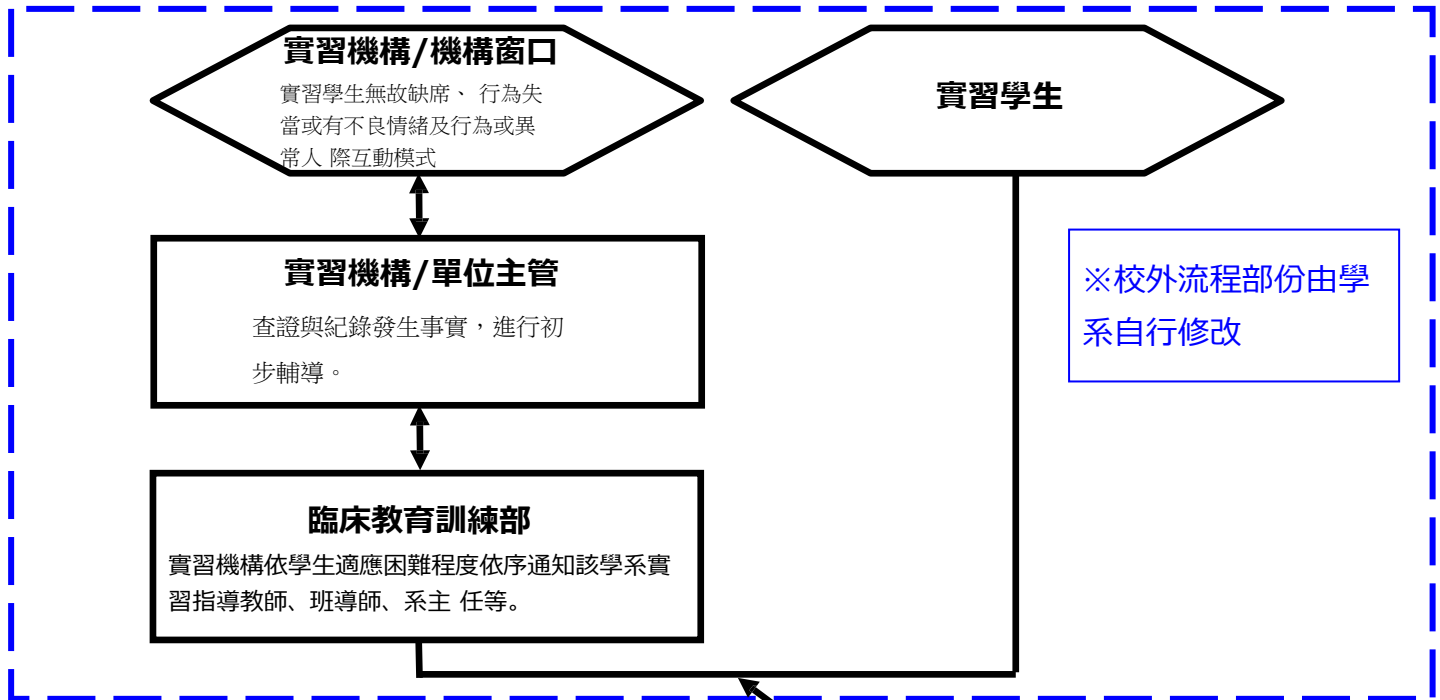 實習機構/機構窗口
實習學生無故缺席、 行為失
當或有不良情緒及行為或異
常人 際互動模式
實習學生
實習機構/單位主管
查證與紀錄發生事實，進行初
步輔導。
※校外流程部份由學
系自行修改
臨床教育訓練部
實習機構依學生適應困難程度依序通知該學系實
習指導教師、班導師、系主 任等。